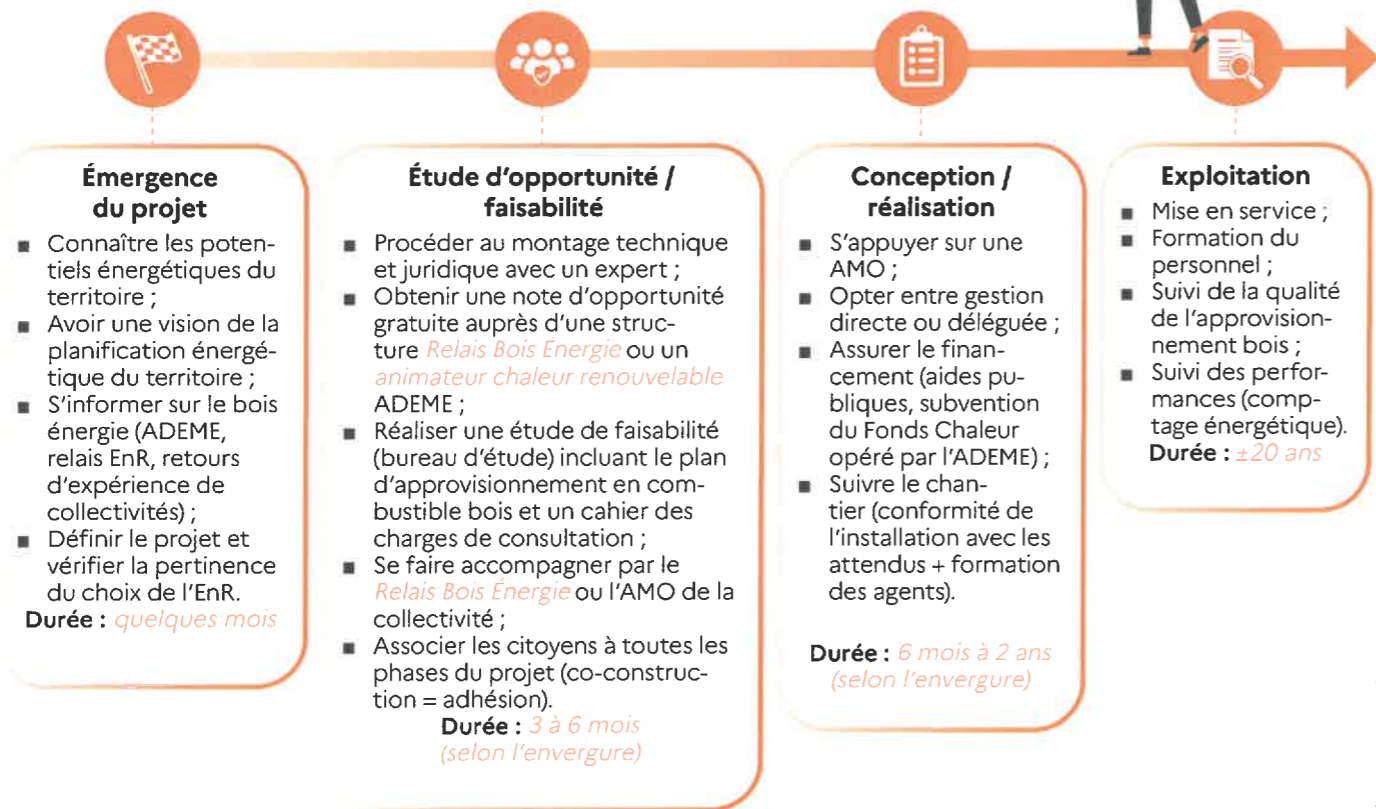 Émergence
du projet
■ Connaître les poten-
tiels énergétiques du
territoire ;
■ Avoir une vision de la
planification énergé-
tique du territoire ;
■ S'informer sur le bois
énergie (ADEME,
relais EnR, retours
d'expérience de
collectivités) ;
■ Définir le projet et
vérifier la pertinence
du choix de l'EnR.
Durée : quelques mois
Étude d'opportunité /
faisabilité
■ Procéder au montage technique
et juridique avec un expert ;
■ Obtenir une note d'opportunité
gratuite auprès d'une struc-
ture Relais Bois Énergie ou un
animateur chaleur renouvelable
ADEME ;
■ Réaliser une étude de faisabilité
(bureau d'étude) incluant le plan
d'approvisionnement en com-
bustible bois et un cahier des
charges de consultation ;
■ Se faire accompagner par le
Relais Bois Énergie ou l'AMO de la
collectivité ;
■ Associer les citoyens à toutes les
phases du projet (co-construc-
tion = adhésion).
Durée : 3 à 6 mois
(selon l'envergure)
Conception /
réalisation
■ S'appuyer sur une
AMO ;
■ Opter entre gestion
directe ou déléguée ;
■ Assurer le finan-
cement (aides pu-
bliques, subvention
du Fonds Chaleur
opéré par l'ADEME) ;
■ Suivre le chan-
tier (conformité de
l'installation avec les
attendus + formation
des agents).
Durée : 6 mois à 2 ans
(selon l'envergure)
Exploitation
■ Mise en service ;
■ Formation du
personnel ;
■ Suivi de la qualité
de l'approvision-
nement bois ;
■ Suivi des perfor-
mances (comp-
tage énergétique).
Durée : ±20 ans